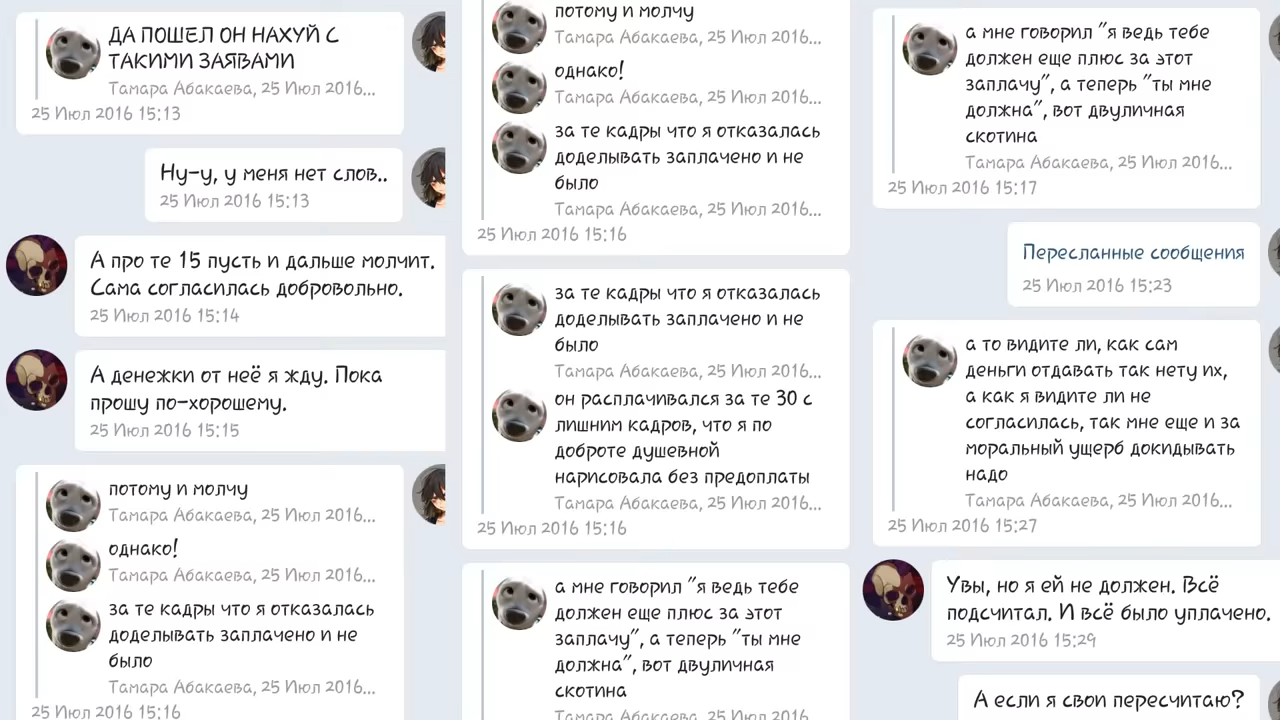 ДА ПОШЕЛ ОН НАХУЙ С
ТАКИМИ ЗАЯВАМИ
Тамара Абакаева, 25 Июл 2016...
25 Июл 2016 15:13
Ну-у, у меня нет слов..
25 Июл 2016 15:13
А про те 15 пусть и дальше молчит.
Сама согласилась добровольно.
25 Июл 2016 15:14
А денежки от неё я жду. Пока
прошу по-хорошему.
25 Июл 2016 15:15
потому и молчу
Тамара Абакаева, 25 Июл 2016...
однако!
Тамара Абакаева, 25 Июл 2016...
за те кадры что я отказалась
доделывать заплачено и не
было
Тамара Абакаева, 25 Июл 2016...
25 Июл 2016 15:16
потому и молчу
Тамара Абакаева, 25 Июл 2016...
однако!
Тамара Абакаева, 25 Июл 2016...
за те кадры что я отказалась
доделывать заплачено и не
было
Тамара Абакаева, 25 Июл 2016...
25 Июл 2016 15:16
за те кадры что я отказалась
доделывать заплачено и не
было
Тамара Абакаева, 25 Июл 2016...
он расплачивался за те 30 с
лишним кадров, что я по
доброте душевной
нарисовала без предоплаты
Тамара Абакаева, 25 Июл 2016...
25 Июл 2016 15:16
а мне говорил "я ведь тебе
должен еще плюс за этот
заплачу", а теперь "ты мне
должна", вот двуличная
скотина
Тамара Абакаева, 25 Июл 2016...
а мне говорил "я ведь тебе
должен еще плюс за этот
заплачу", а теперь "ты мне
должна", вот двуличная
скотина
Тамара Абакаева, 25 Июл 2016...
25 Июл 2016 15:17
Пересланные сообщения
25 Июл 2016 15:23
а то видите ли, как сам
деньги отдавать так нету их,
а как я видите ли не
согласилась, так мне еще и за
моральный ущерб докидывать
надо
Тамара Абакаева, 25 Июл 2016...
25 Июл 2016 15:27
Увы, но я ей не должен. Всё
подсчитал. И всё было уплачено.
25 Июл 2016 15:29
А если я свои пересчитаю?